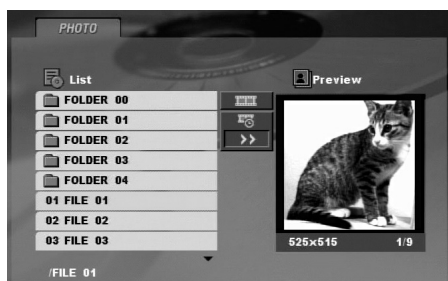 PHOTO
List
FOLDER 00
FOLDER 01
FOLDER 02
FOLDER 03
FOLDER 04
01 FILE 01
02 FILE 02
03 FILE 03
/FILE 01
>>
Preview
525x515 1/9